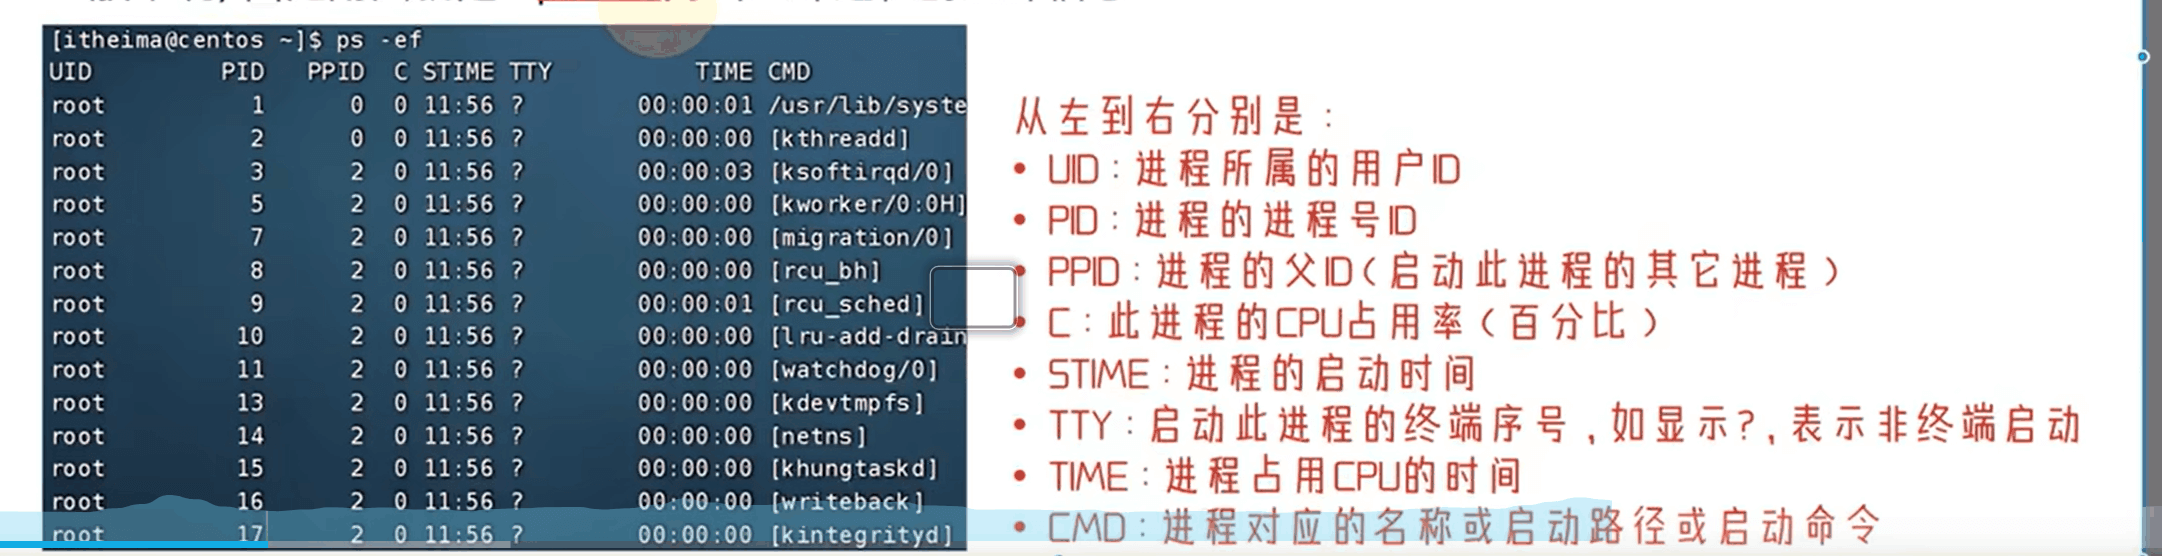 [itheima@centos ~]$ ps -ef
UID PID PPID C STIME TTY TIME CMD
root 1 0 0 11:56 ? 00:00:01 /usr/lib/syste
root 2 0 0 11:56 ? 00:00:00 [kthreadd]
root 3 2 0 11:56 ? 00:00:03 [ksoftirqd/0]
root 5 2 0 11:56 ? 00:00:00 [kworker/0:0H]
root 7 2 0 11:56 ? 00:00:00 [migration/0]
root 8 2 0 11:56 ? 00:00:00 [rcu_bh]
root 9 2 0 11:56 ? 00:00:01 [rcu_sched]
root 10 2 0 11:56 ? 00:00:00 [lru-add-drain
root 11 2 0 11:56 ? 00:00:00 [watchdog/0]
root 13 2 0 11:56 ? 00:00:00 [kdevtmpfs]
root 14 2 0 11:56 ? 00:00:00 [netns]
root 15 2 0 11:56 ? 00:00:00 [khungtaskd]
root 16 2 0 11:56 ? 00:00:00 [writeback]
root 17 2 0 11:56 ? 00:00:00 [kintegrityd]
从左到右分别是：
• UID：进程所属的用户ID
• PID：进程的进程号ID
• PPID：进程的父ID（启动此进程的其它进程）
• C：此进程的CPU占用率（百分比）
• STIME：进程的启动时间
• TTY：启动此进程的终端序号，如显示?，表示非终端启动
• TIME：进程占用CPU的时间
• CMD：进程对应的名称或启动路径或启动命令